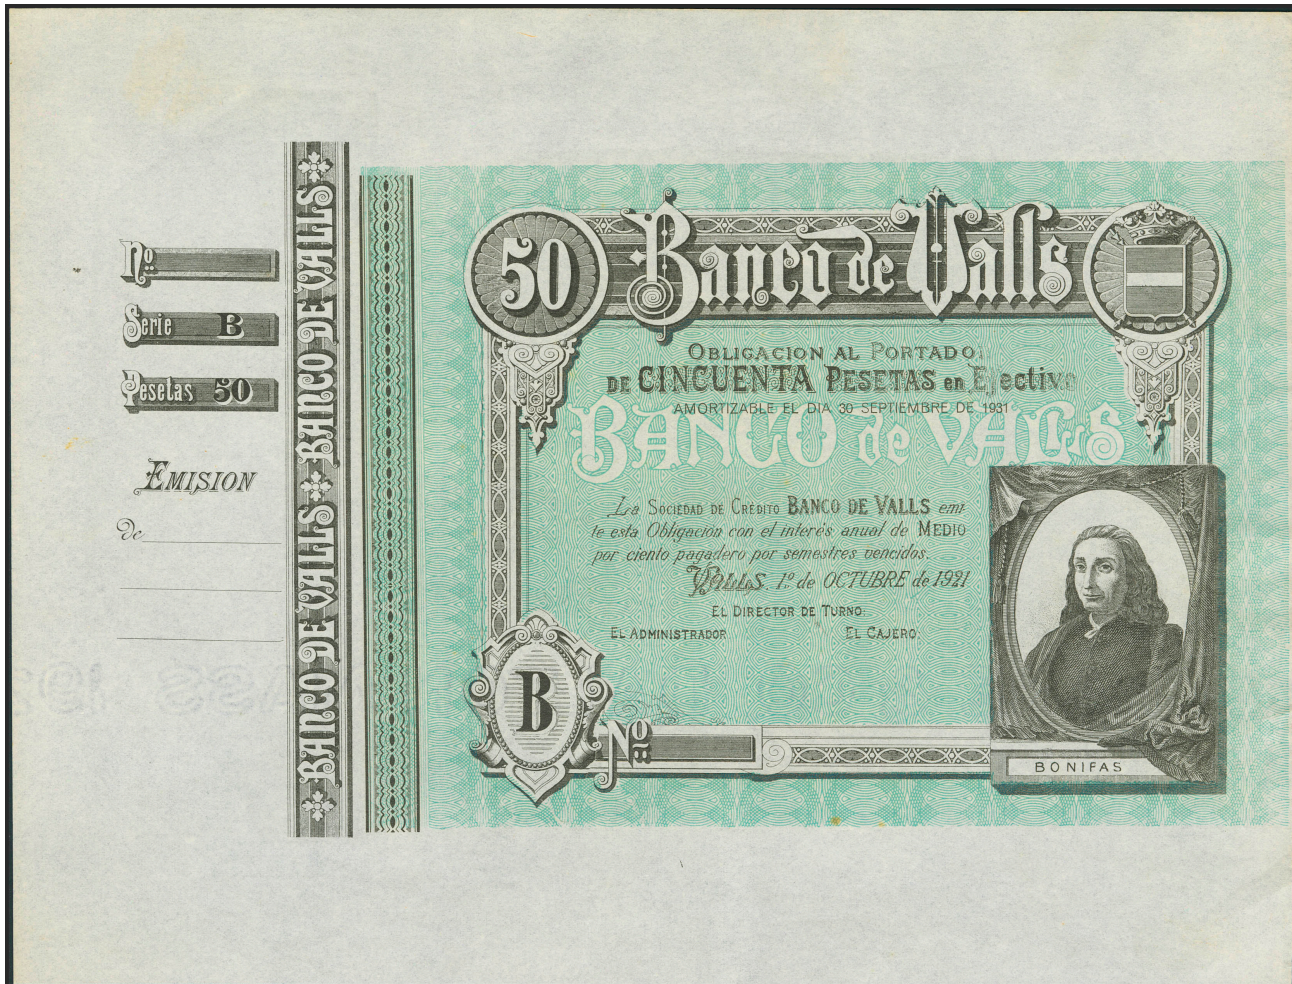 Nº
Serie B
Pesetas 50
EMISION
de
BANCO DE VALLS BANCO DE VALLS
50 Banco de Valls
OBLIGACION AL PORTADO
DE CINCUENTA PESETAS en Efectivo
AMORTIZABLE EL DIA 30 SEPTIEMBRE DE 1931
BANCO de VALLS
La SOCIEDAD DE CRÉDITO BANCO DE VALLS emi
te esta Obligación con el interés anual de MEDIO
por ciento pagadero por semestres vencidos.
VALLS. 1º de OCTUBRE de 1921
EL DIRECTOR DE TURNO:
EL ADMINISTRADOR EL CAJERO:
B
Nº
BONIFAS